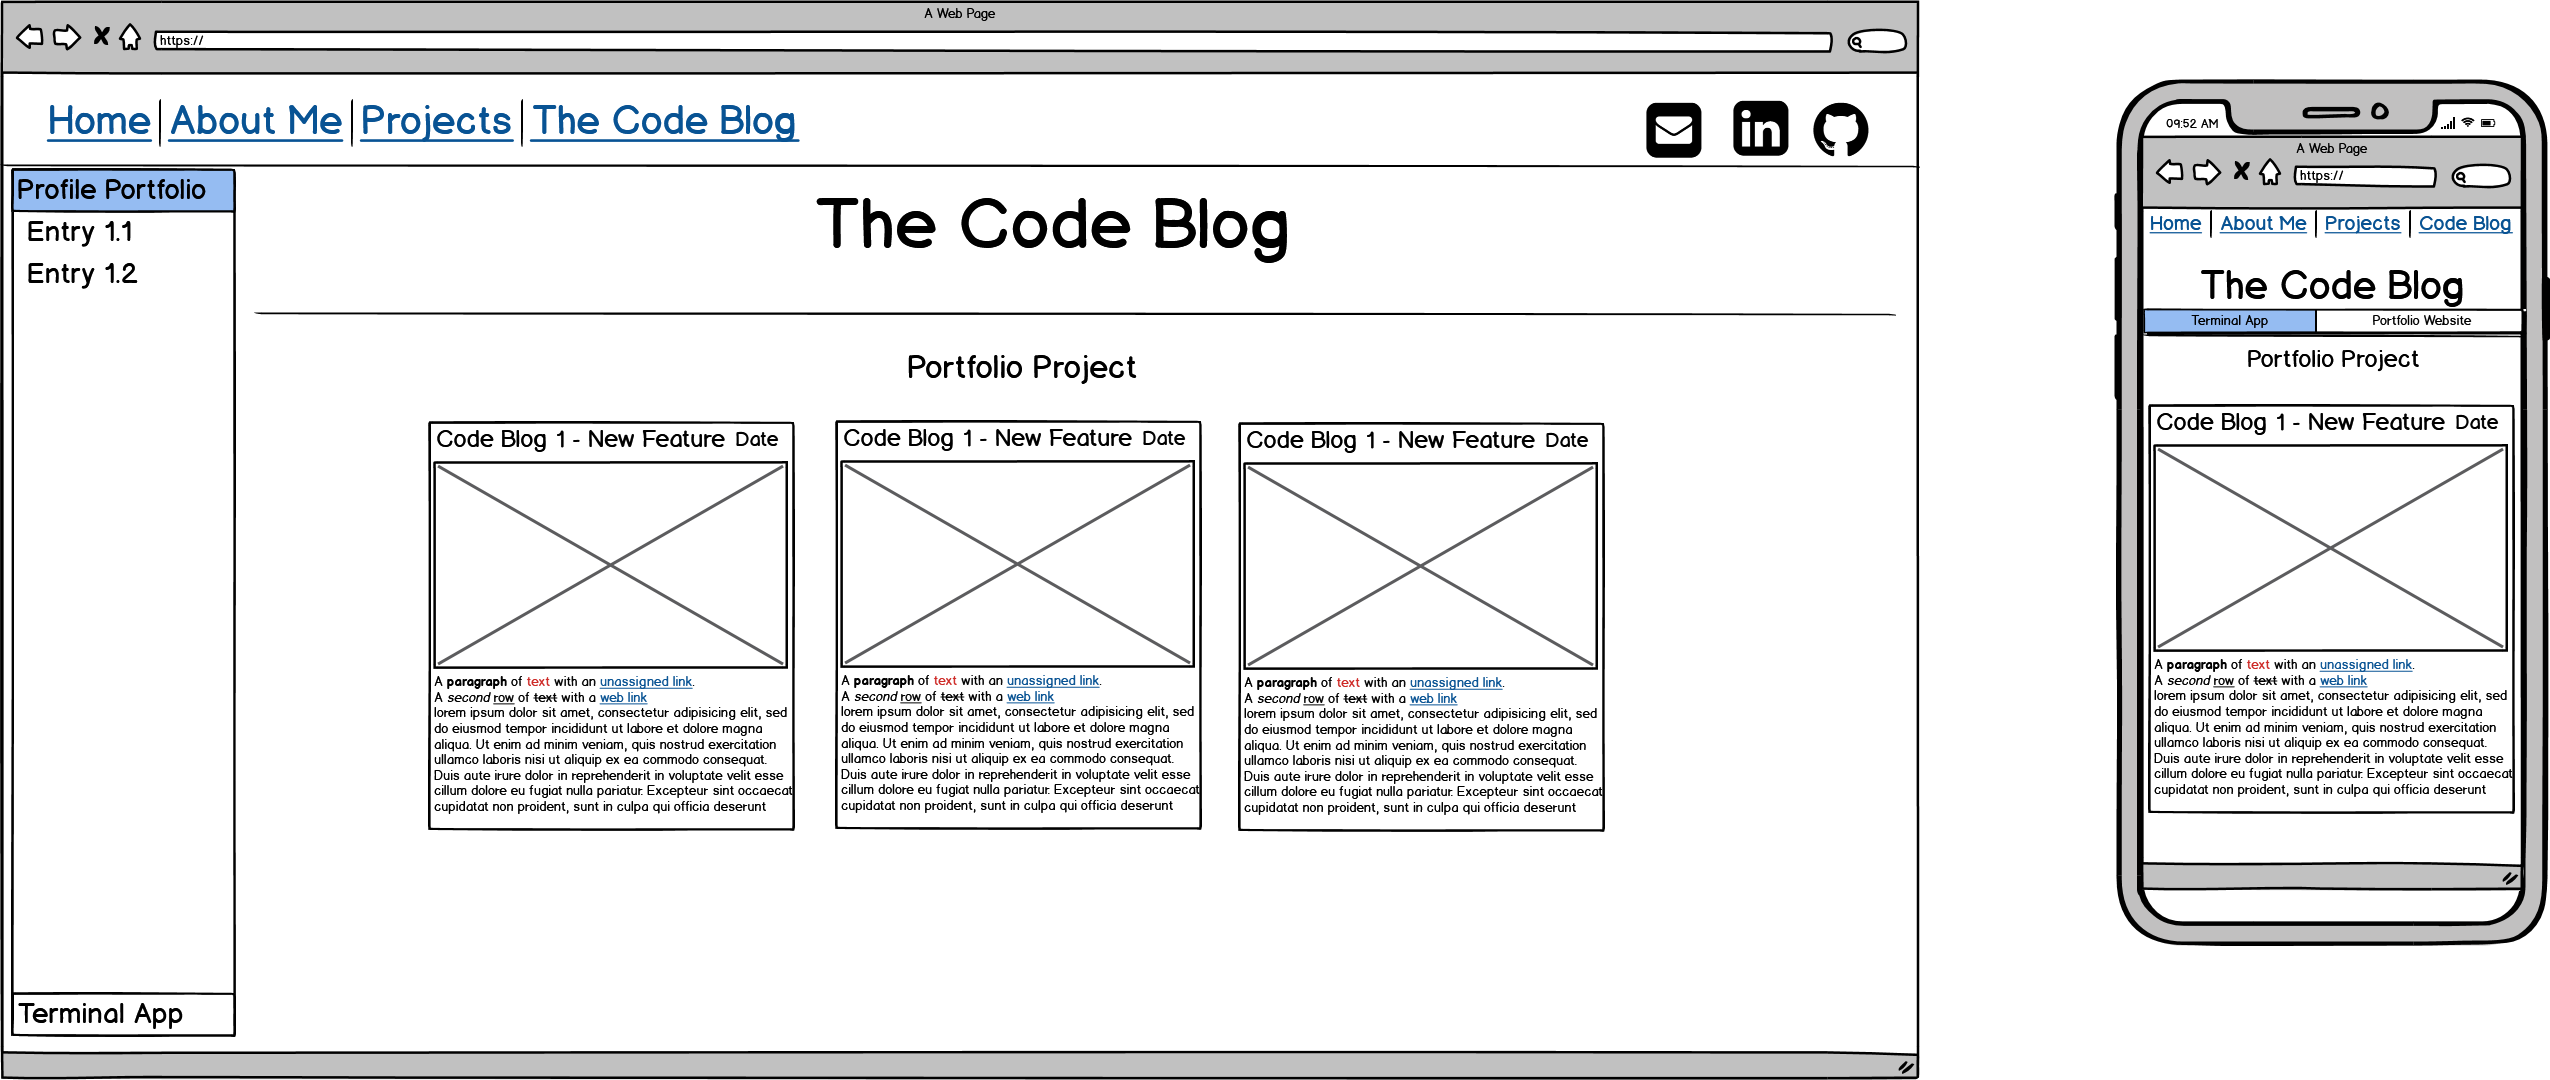 A Web Page
https://
Home About Me Projects The Code Blog
in
Profile Portfolio
Entry 1.1
Entry 1.2
Terminal App
The Code Blog
Portfolio Project
Code Blog 1 - New Feature Date
A paragraph of text with an unassigned link.
A second row of text with a web link
lorem ipsum dolor sit amet, consectetur adipisicing elit, sed
do eiusmod tempor incididunt ut labore et dolore magna
aliqua. Ut enim ad minim veniam, quis nostrud exercitation
ullamco laboris nisi ut aliquip ex ea commodo consequat.
Duis aute irure dolor in reprehenderit in voluptate velit esse
cillum dolore eu fugiat nulla pariatur. Excepteur sint occaecat
cupidatat non proident, sunt in culpa qui officia deserunt
Code Blog 1 - New Feature Date
A paragraph of text with an unassigned link.
A second row of text with a web link
lorem ipsum dolor sit amet, consectetur adipisicing elit, sed
do eiusmod tempor incididunt ut labore et dolore magna
aliqua. Ut enim ad minim veniam, quis nostrud exercitation
ullamco laboris nisi ut aliquip ex ea commodo consequat.
Duis aute irure dolor in reprehenderit in voluptate velit esse
cillum dolore eu fugiat nulla pariatur. Excepteur sint occaecat
cupidatat non proident, sunt in culpa qui officia deserunt
Code Blog 1 - New Feature Date
A paragraph of text with an unassigned link.
A second row of text with a web link
lorem ipsum dolor sit amet, consectetur adipisicing elit, sed
do eiusmod tempor incididunt ut labore et dolore magna
aliqua. Ut enim ad minim veniam, quis nostrud exercitation
ullamco laboris nisi ut aliquip ex ea commodo consequat.
Duis aute irure dolor in reprehenderit in voluptate velit esse
cillum dolore eu fugiat nulla pariatur. Excepteur sint occaecat
cupidatat non proident, sunt in culpa qui officia deserunt
09:52 AM
A Web Page
https://
Home About Me Projects Code Blog
The Code Blog
Terminal App Portfolio Website
Portfolio Project
Code Blog 1 - New Feature Date
A paragraph of text with an unassigned link.
A second row of text with a web link
lorem ipsum dolor sit amet, consectetur adipisicing elit, sed
do eiusmod tempor incididunt ut labore et dolore magna
aliqua. Ut enim ad minim veniam, quis nostrud exercitation
ullamco laboris nisi ut aliquip ex ea commodo consequat.
Duis aute irure dolor in reprehenderit in voluptate velit esse
cillum dolore eu fugiat nulla pariatur. Excepteur sint occaecat
cupidatat non proident, sunt in culpa qui officia deserunt